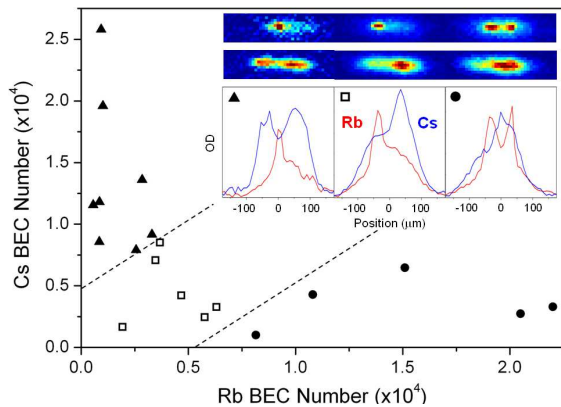 2.5
2.0
1.5
1.0
0.5
0.0
Cs BEC Number (x10⁴)
0.0 0.5 1.0 1.5 2.0
Rb BEC Number (x10⁴)
OD
Rb Cs
-100 0 100 -100 0 100 -100 0 100
Position (μm)